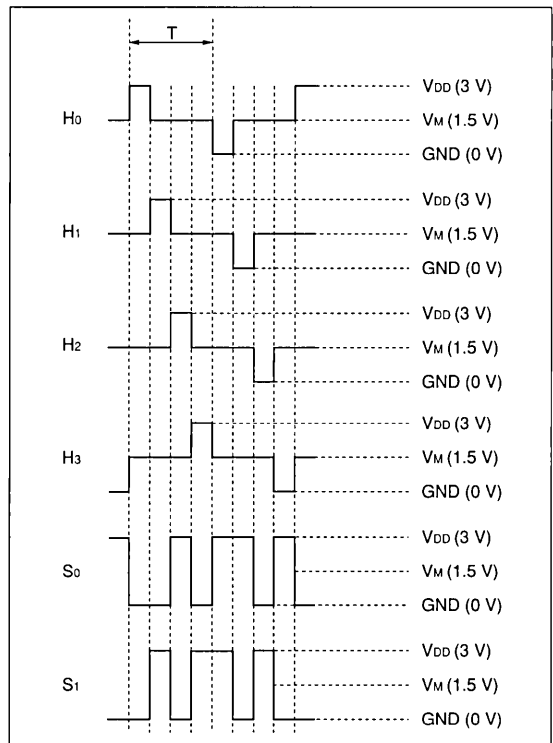 T
H0
VDD (3 V)
VM (1.5 V)
GND (0 V)
H1
VDD (3 V)
VM (1.5 V)
GND (0 V)
H2
VDD (3 V)
VM (1.5 V)
GND (0 V)
H3
VDD (3 V)
VM (1.5 V)
GND (0 V)
S0
VDD (3 V)
VM (1.5 V)
GND (0 V)
S1
VDD (3 V)
VM (1.5 V)
GND (0 V)